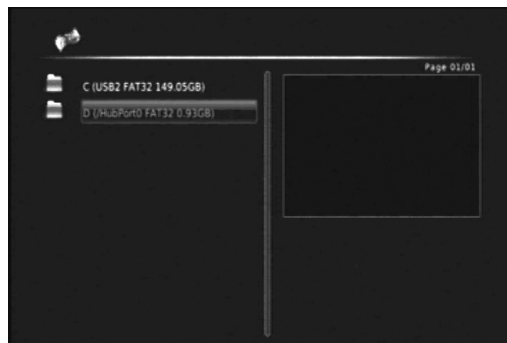 Page 01/01
C (USB2 FAT32 149.05GB)
D (/HubPort0 FAT32 0.93GB)